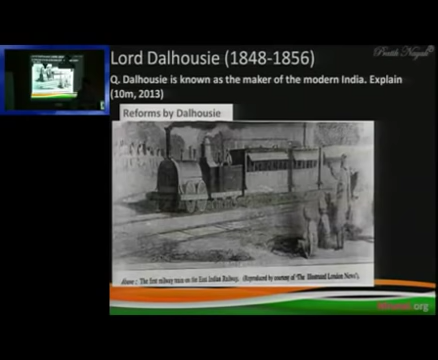 Lord Dalhousie (1848-1856)
Q. Dalhousie is known as the maker of the modern India. Explain
(10m, 2013)
Reforms by Dalhousie
Above : The first railway train on the East Indian Railway. (Reproduced by courtesy of 'The Illustrated London News').
.org